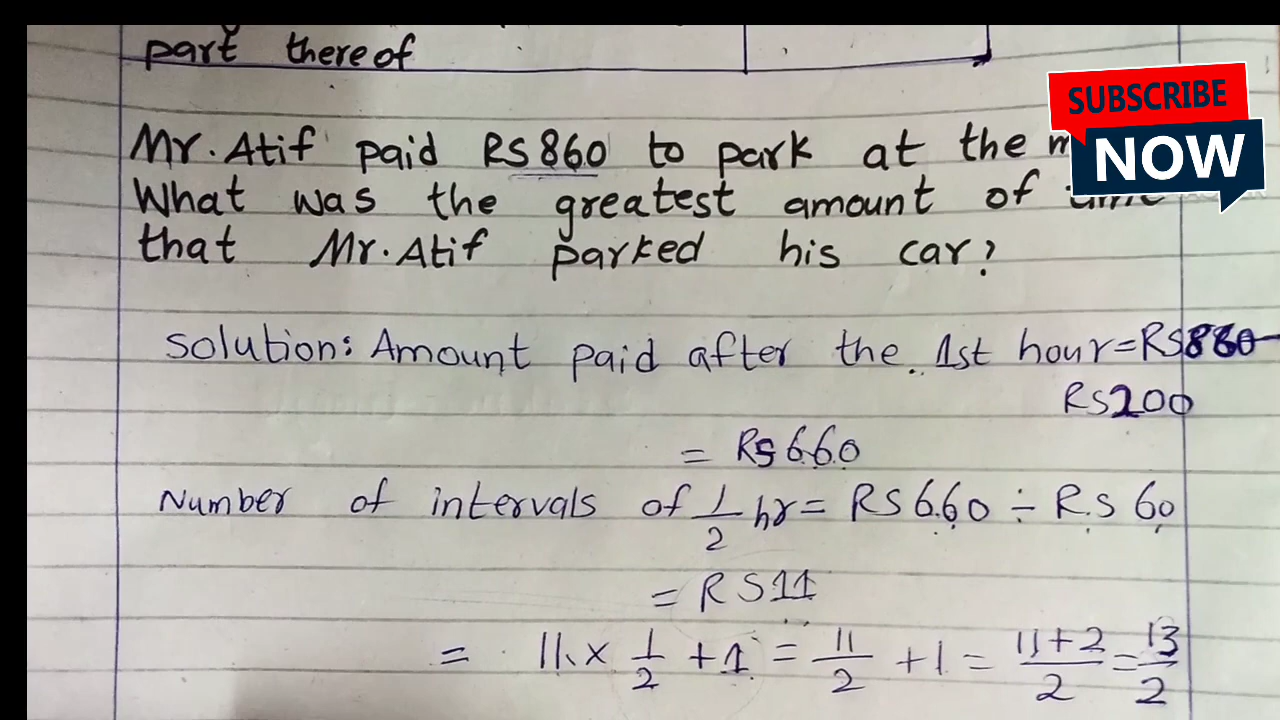 part thereof
Mr. Atif paid RS 860 to park at the m
SUBSCRIBE
NOW
What was the greatest amount of time
that Mr. Atif parked his car?
Solution: Amount paid after the 1st hour = RS 860 -
RS 200
= RS 660
Number of intervals of 1/2 hr = RS 660 ÷ RS 60
= RS 11
= 11 x 1/2 + 1 = 11/2 + 1 = 11+2/2 = 13/2